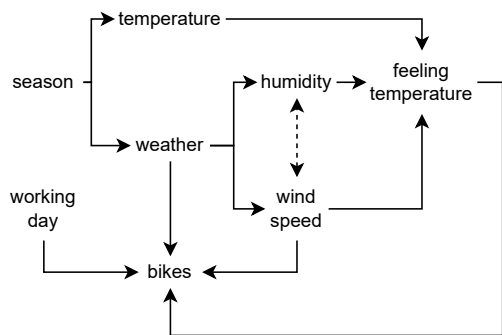 temperature
season
humidity
feeling
temperature
weather
working
day
wind
speed
bikes